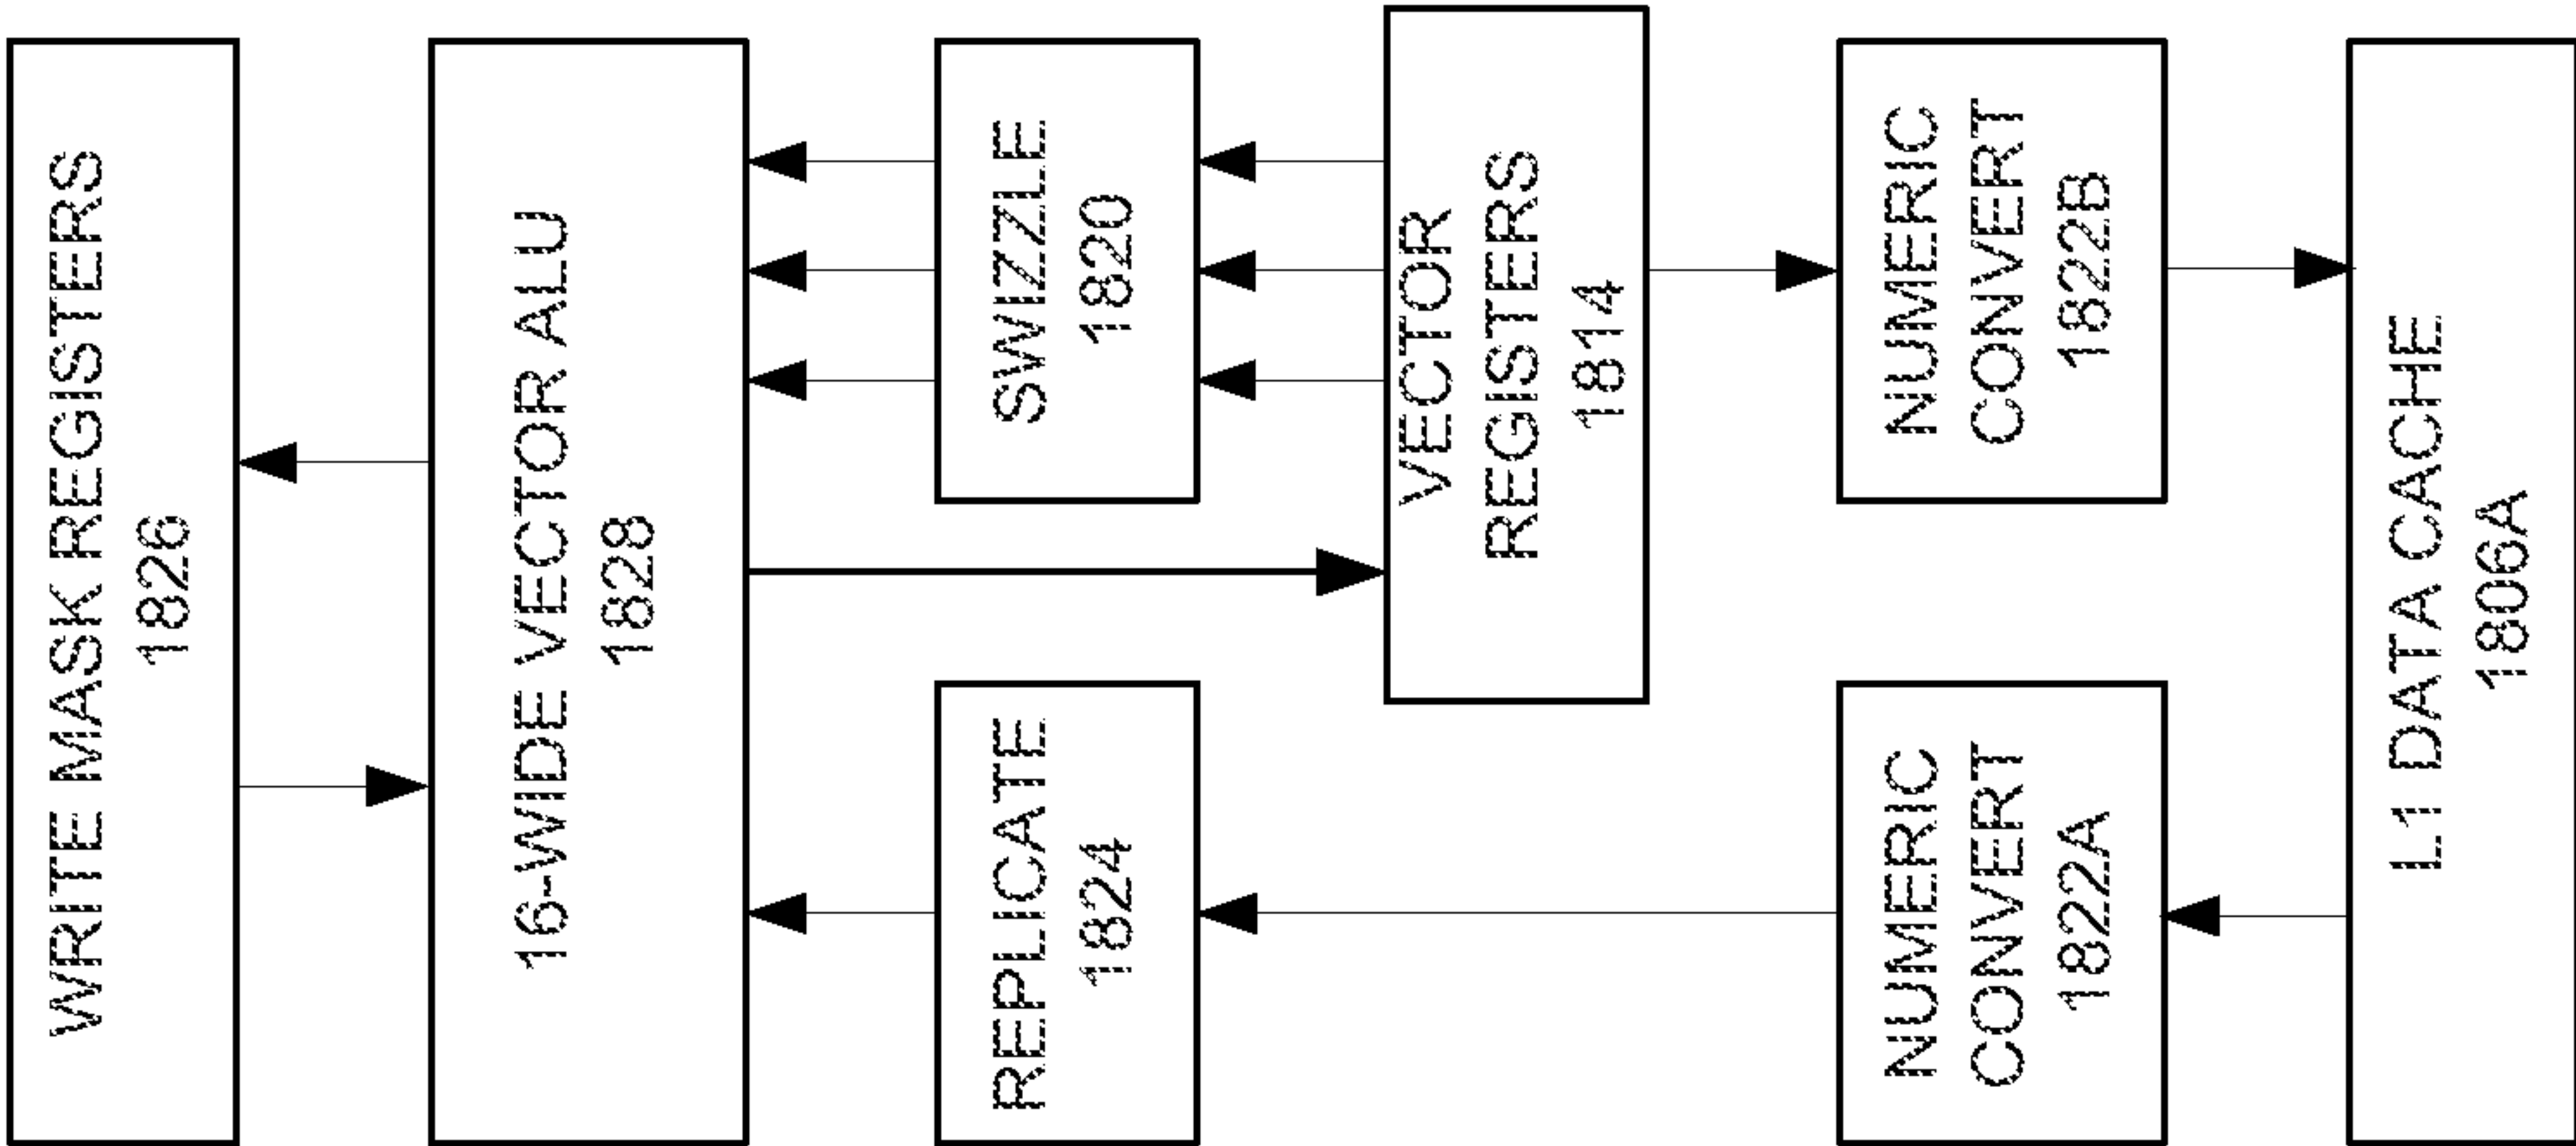 WRITE MASK REGISTERS
1826
16-WIDE VECTOR ALU
1828
REPLICATE
1824
SWIZZLE
1820
VECTOR
REGISTERS
1814
NUMERIC
CONVERT
1822A
NUMERIC
CONVERT
1822B
L1 DATA CACHE
1806A